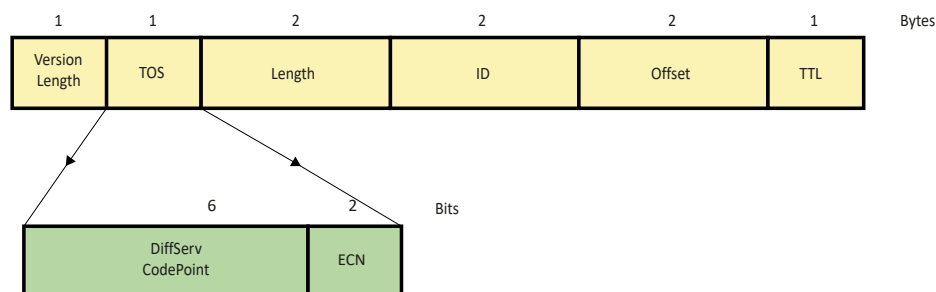 1 1 2 2 2 1 Bytes
Version
Length
TOS
Length
ID
Offset
TTL
6 2 Bits
DiffServ
CodePoint
ECN